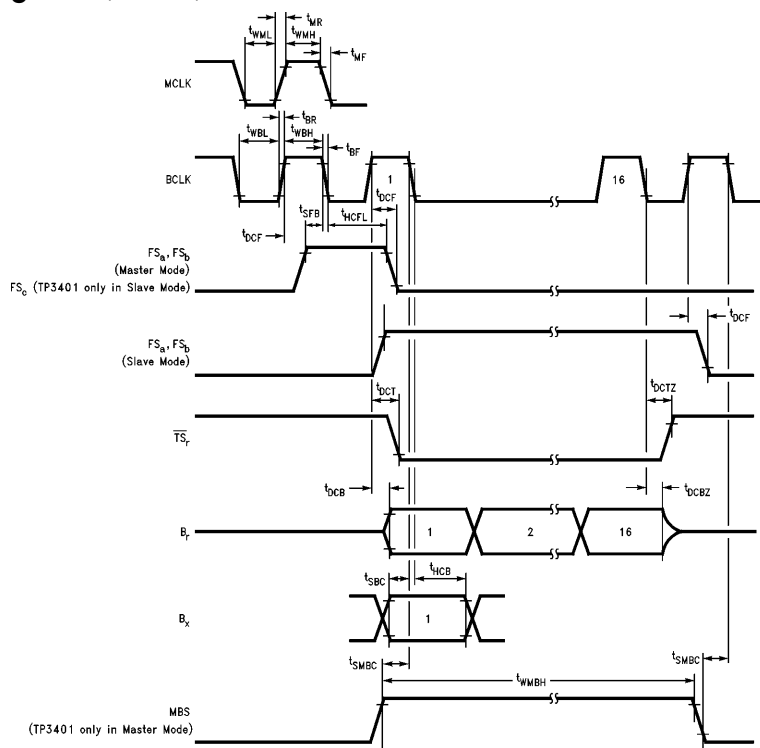 t_MR
t_WML t_WMH
t_MF
MCLK
t_BR
t_WBL t_WBH
t_BF
BCLK
1
16
t_DCF
t_SFB t_HCFL
t_DCF
FS_a, FS_b
(Master Mode)
FS_c (TP3401 only in Slave Mode)
t_DCF
FS_a, FS_b
(Slave Mode)
t_DCT
t_DCTZ
TS_r
t_DCB
t_DCBZ
B_r
1
2
16
t_SBC
t_HCB
B_x
1
t_SMBC
t_SMBC
t_WMBH
MBS
(TP3401 only in Master Mode)